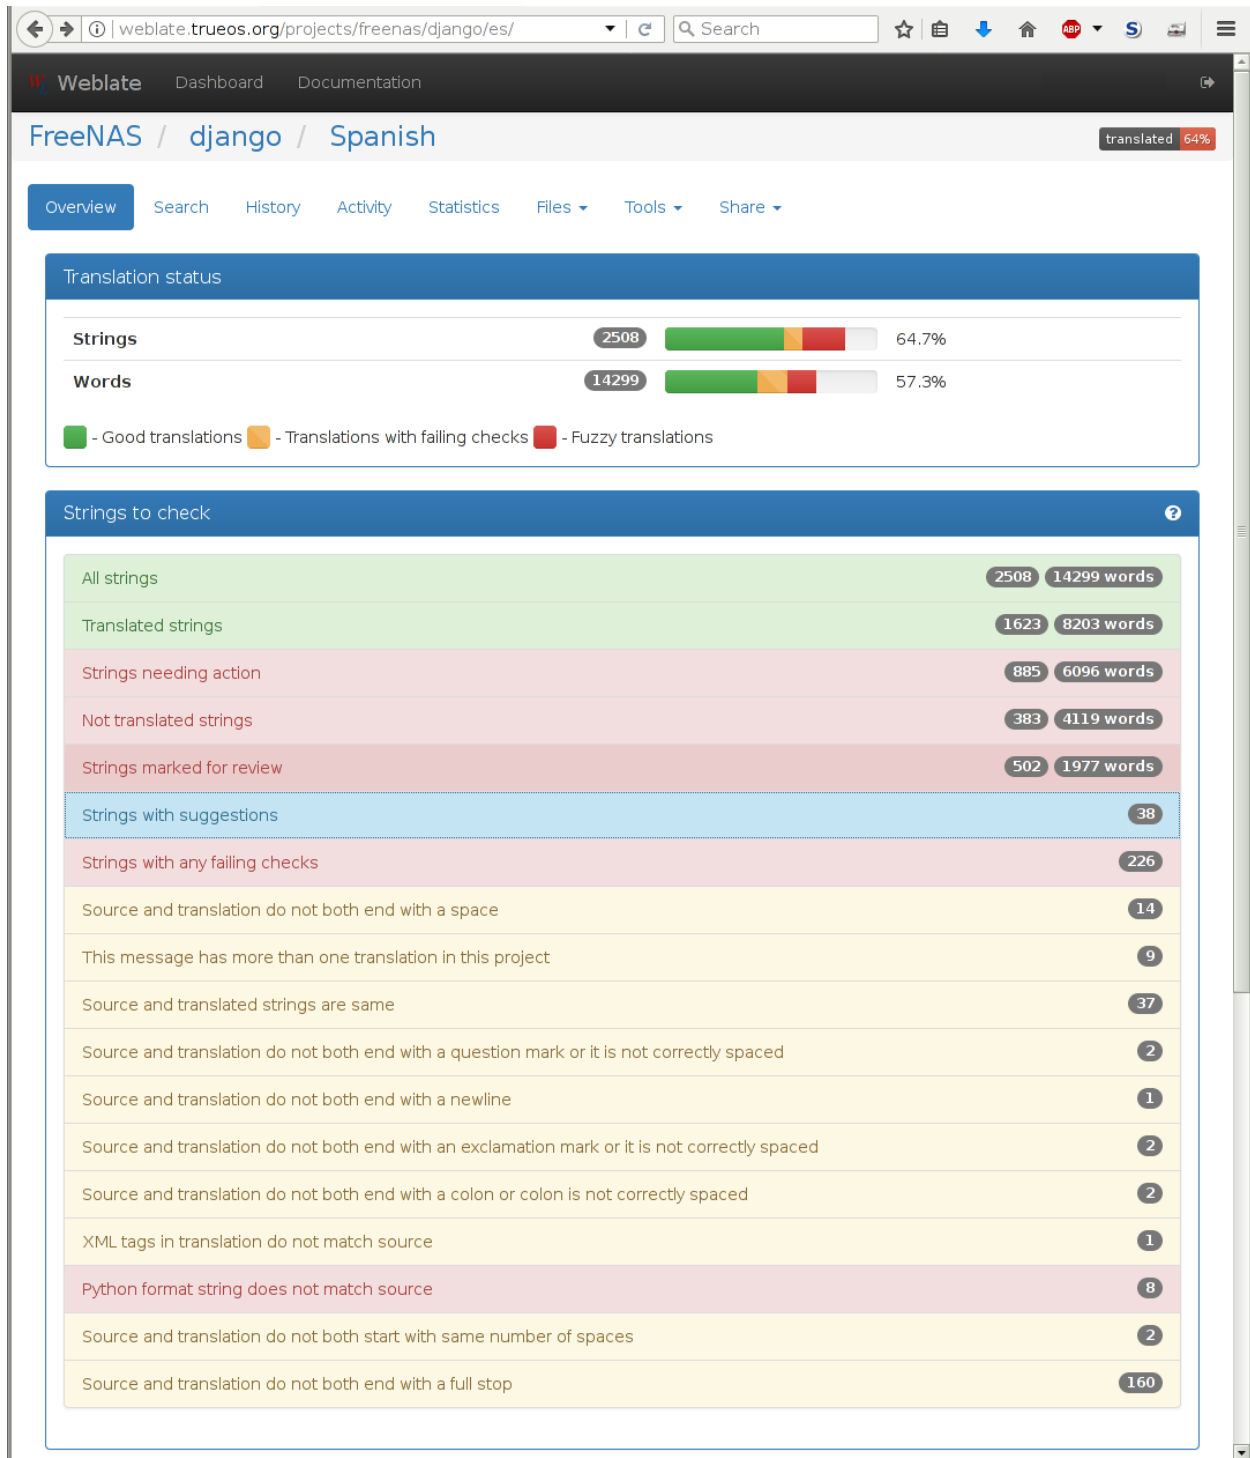 weblate.trueos.org/projects/freenas/django/es/ Search ABP S
Weblate Dashboard Documentation
FreeNAS / django / Spanish translated 64%
Overview Search History Activity Statistics Files Tools Share
Translation status
Strings 2508 64.7%
Words 14299 57.3%
- Good translations - Translations with failing checks - Fuzzy translations
Strings to check
All strings 2508 14299 words
Translated strings 1623 8203 words
Strings needing action 885 6096 words
Not translated strings 383 4119 words
Strings marked for review 502 1977 words
Strings with suggestions 38
Strings with any failing checks 226
Source and translation do not both end with a space 14
This message has more than one translation in this project 9
Source and translated strings are same 37
Source and translation do not both end with a question mark or it is not correctly spaced 2
Source and translation do not both end with a newline 1
Source and translation do not both end with an exclamation mark or it is not correctly spaced 2
Source and translation do not both end with a colon or colon is not correctly spaced 2
XML tags in translation do not match source 1
Python format string does not match source 8
Source and translation do not both start with same number of spaces 2
Source and translation do not both end with a full stop 160